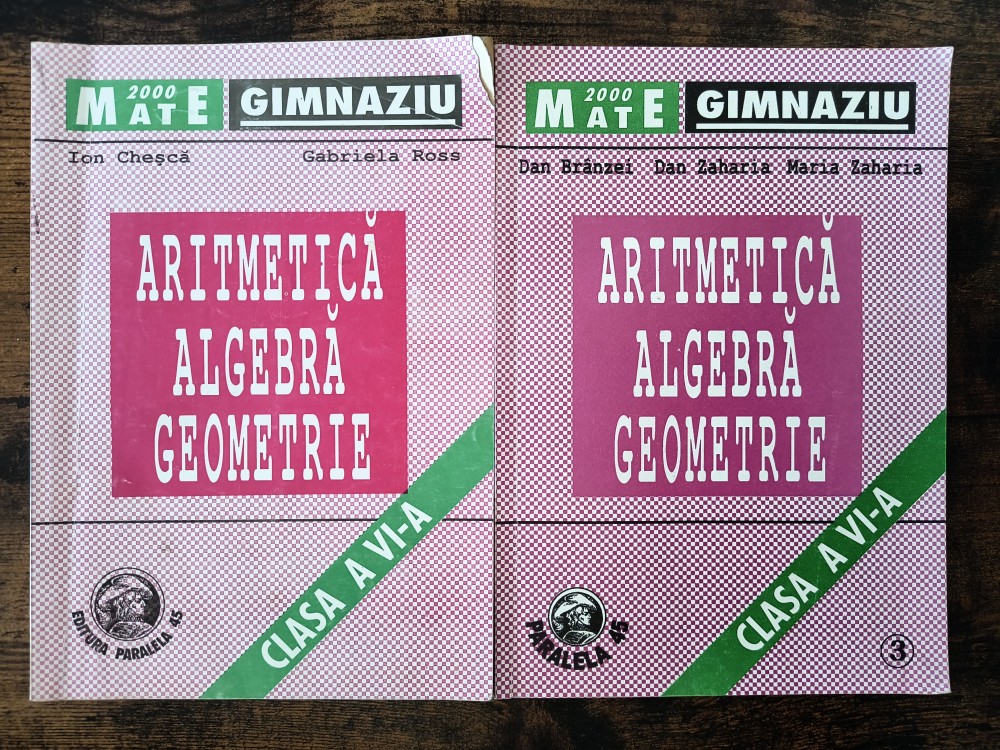 2000
MATE GIMNAZIU
Ion Cheșcă Gabriela Ross
ARITMETICĂ
ALGEBRĂ
GEOMETRIE
CLASA A VI-A
EDITURA PARALELA 45
2000
MATE GIMNAZIU
Dan Brânzei Dan Zaharia Maria Zaharia
ARITMETICĂ
ALGEBRĂ
GEOMETRIE
CLASA A VI-A
PARALELA 45
3